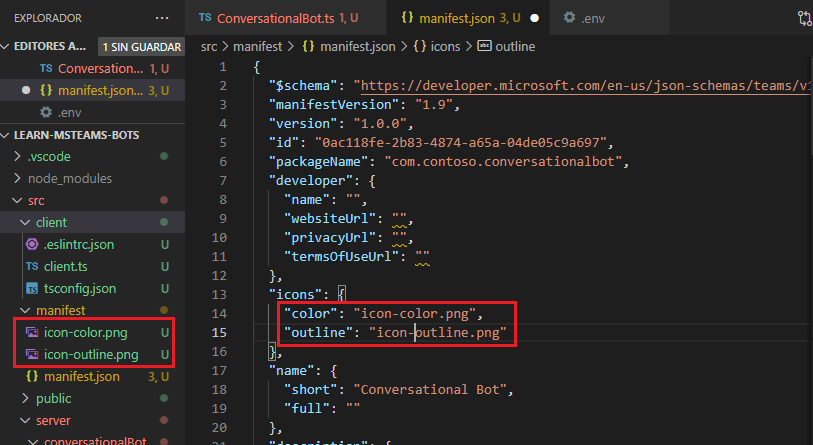 EXPLORADOR ···
EDITORES A... 1 SIN GUARDAR
TS Conversation... 1, U
{} manifest.json... 3, U
.env
LEARN-MSTEAMS-BOTS
.vscode
node_modules
src
client
.eslintrc.json U
TS client.ts U
TS tsconfig.json U
manifest
icon-color.png U
icon-outline.png U
{} manifest.json 3, U
public
server
conversationalBot
TS ConversationalBot.ts 1, U
{} manifest.json 3, U
.env
src > manifest > {} manifest.json > {} icons > abc outline
1 {
2 "$schema": "https://developer.microsoft.com/en-us/json-schemas/teams/v1
3 "manifestVersion": "1.9",
4 "version": "1.0.0",
5 "id": "0ac118fe-2b83-4874-a65a-04de05c9a697",
6 "packageName": "com.contoso.conversationalbot",
7 "developer": {
8 "name": "",
9 "websiteUrl": "",
10 "privacyUrl": "",
11 "termsOfUseUrl": ""
12 },
13 "icons": {
14 "color": "icon-color.png",
15 "outline": "icon-outline.png"
16 },
17 "name": {
18 "short": "Conversational Bot",
19 "full": ""
20 },
21 "description": {